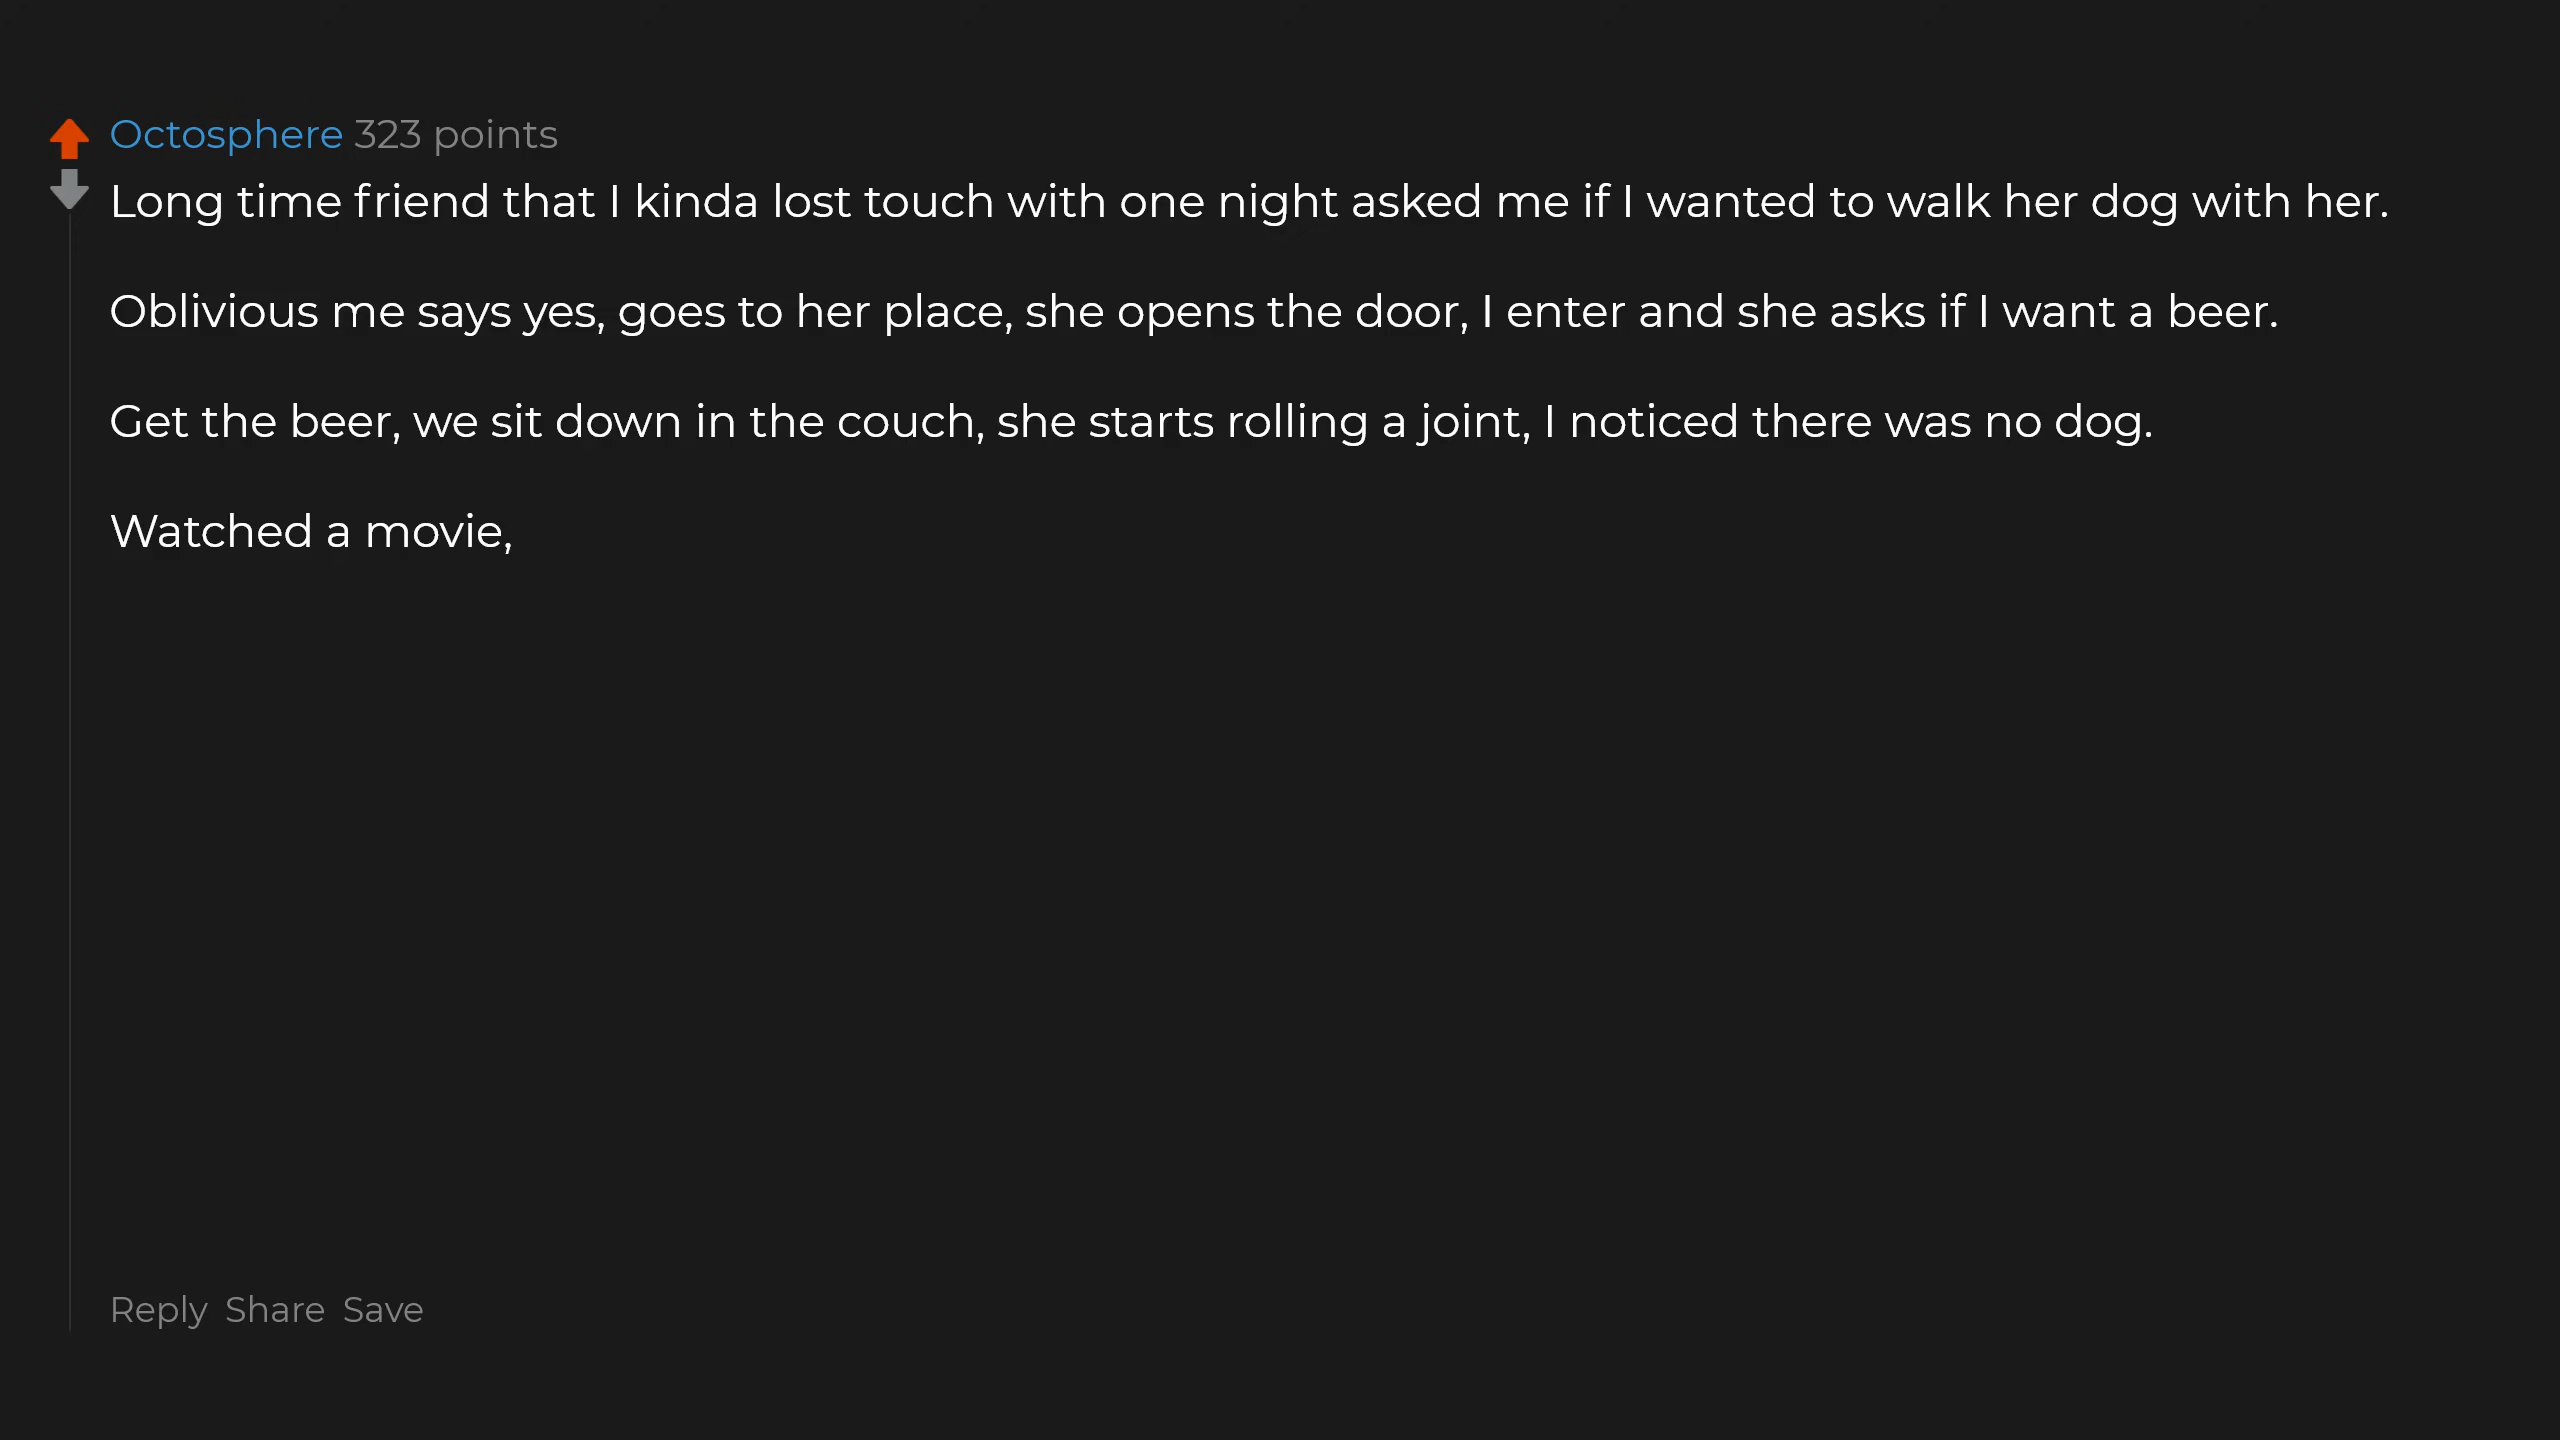 Octosphere 323 points
Long time friend that I kinda lost touch with one night asked me if I wanted to walk her dog with her.
Oblivious me says yes, goes to her place, she opens the door, I enter and she asks if I want a beer.
Get the beer, we sit down in the couch, she starts rolling a joint, I noticed there was no dog.
Watched a movie,
Reply Share Save